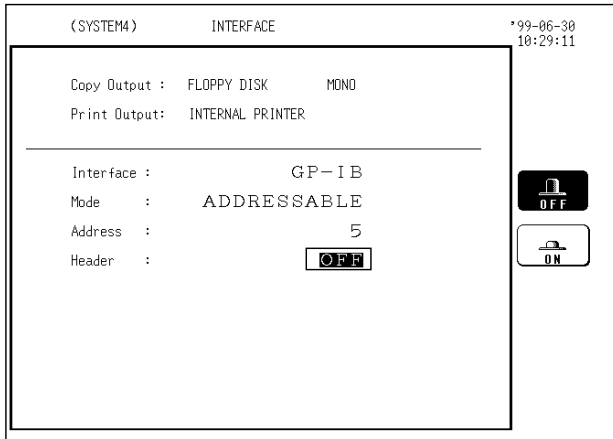 (SYSTEM4) INTERFACE '99-06-30
10:29:11
Copy Output : FLOPPY DISK MONO
Print Output: INTERNAL PRINTER
Interface : GP-IB
Mode : ADDRESSABLE
Address : 5
Header : OFF
OFF
ON